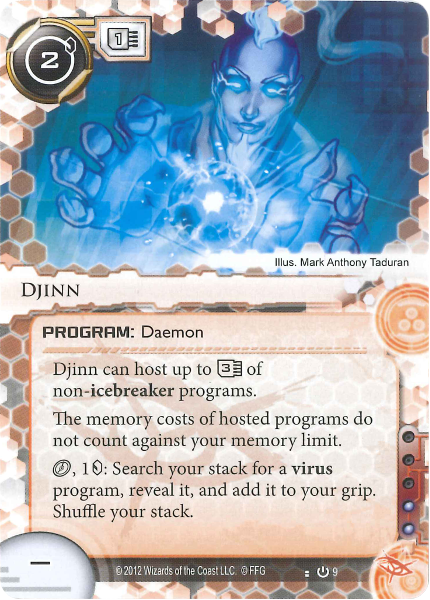 2
1
Illus. Mark Anthony Taduran
DJINN
PROGRAM: Daemon
Djinn can host up to 3 of
non-icebreaker programs.
The memory costs of hosted programs do
not count against your memory limit.
, 1: Search your stack for a virus
program, reveal it, and add it to your grip.
Shuffle your stack.
–
© 2012 Wizards of the Coast LLC. © FFG
9